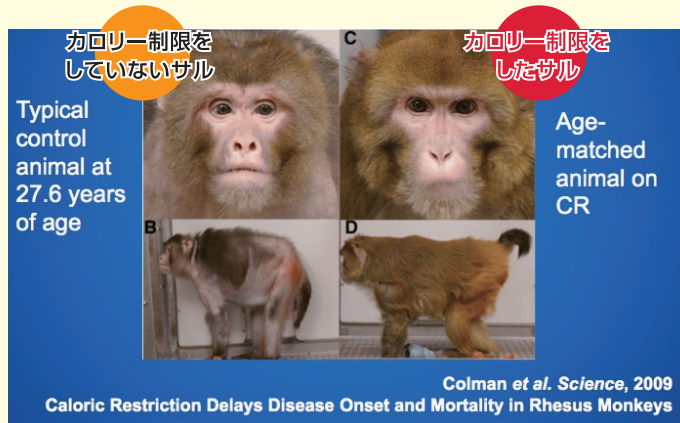 カロリー制限を
していないサル
C
カロリー制限を
したサル
Typical
control
animal at
27.6 years
of age
Age-
matched
animal on
CR
B
D
Colman et al. Science, 2009
Caloric Restriction Delays Disease Onset and Mortality in Rhesus Monkeys